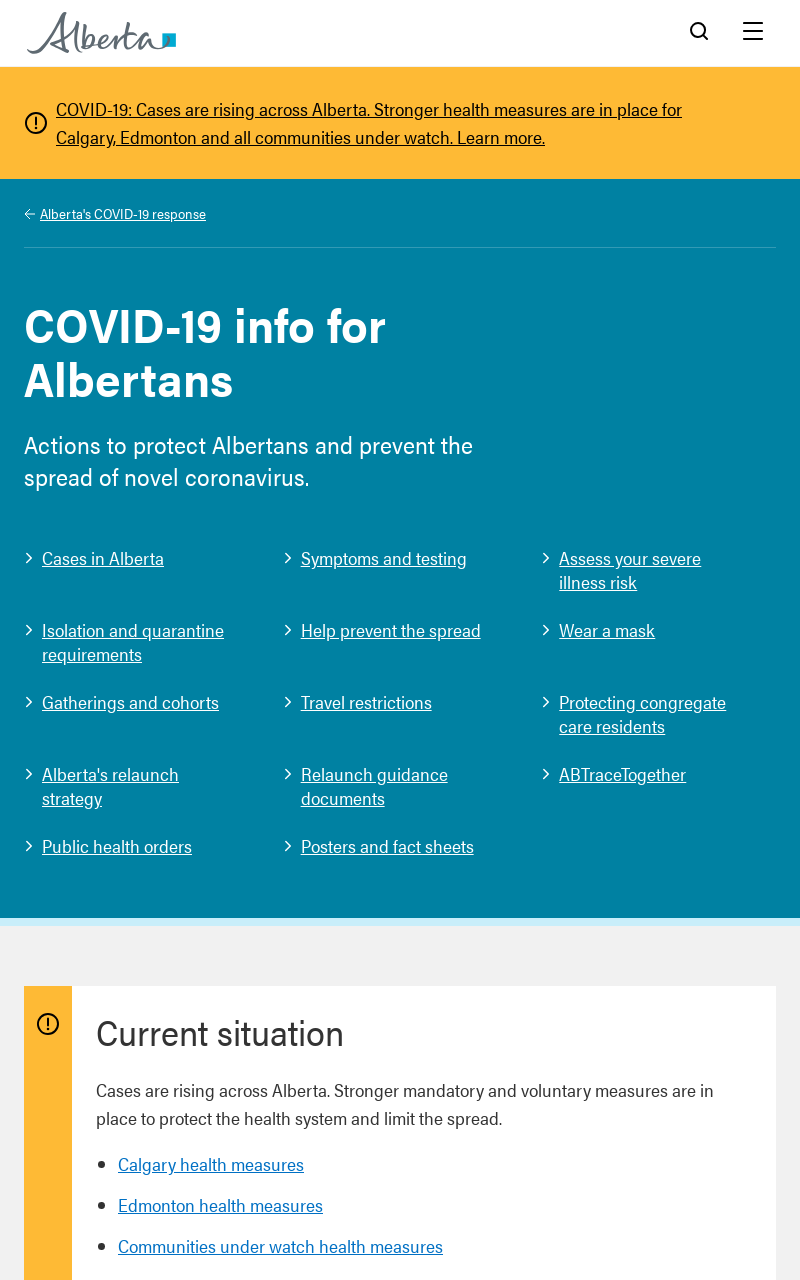 Alberta
COVID-19: Cases are rising across Alberta. Stronger health measures are in place for
Calgary, Edmonton and all communities under watch. Learn more.
Alberta's COVID-19 response
COVID-19 info for
Albertans
Actions to protect Albertans and prevent the
spread of novel coronavirus.
Cases in Alberta
Symptoms and testing
Assess your severe
illness risk
Isolation and quarantine
requirements
Help prevent the spread
Wear a mask
Gatherings and cohorts
Travel restrictions
Protecting congregate
care residents
Alberta's relaunch
strategy
Relaunch guidance
documents
ABTraceTogether
Public health orders
Posters and fact sheets
Current situation
Cases are rising across Alberta. Stronger mandatory and voluntary measures are in
place to protect the health system and limit the spread.
Calgary health measures
Edmonton health measures
Communities under watch health measures